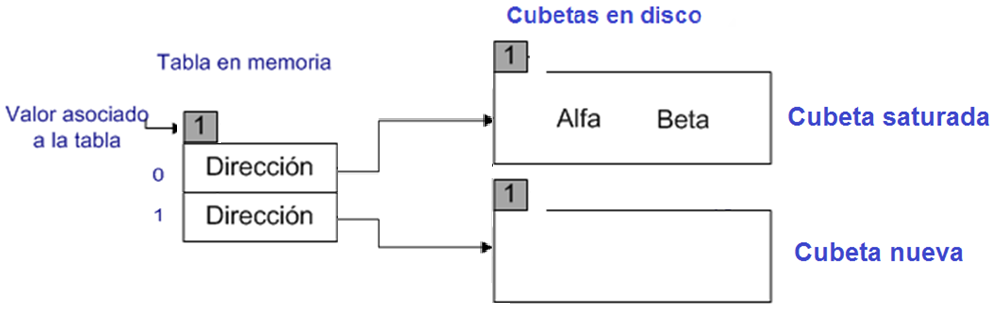 Cubetas en disco
1
Tabla en memoria
Valor asociado
a la tabla
1
Alfa Beta
Cubeta saturada
0
Dirección
1
Dirección
1
Cubeta nueva